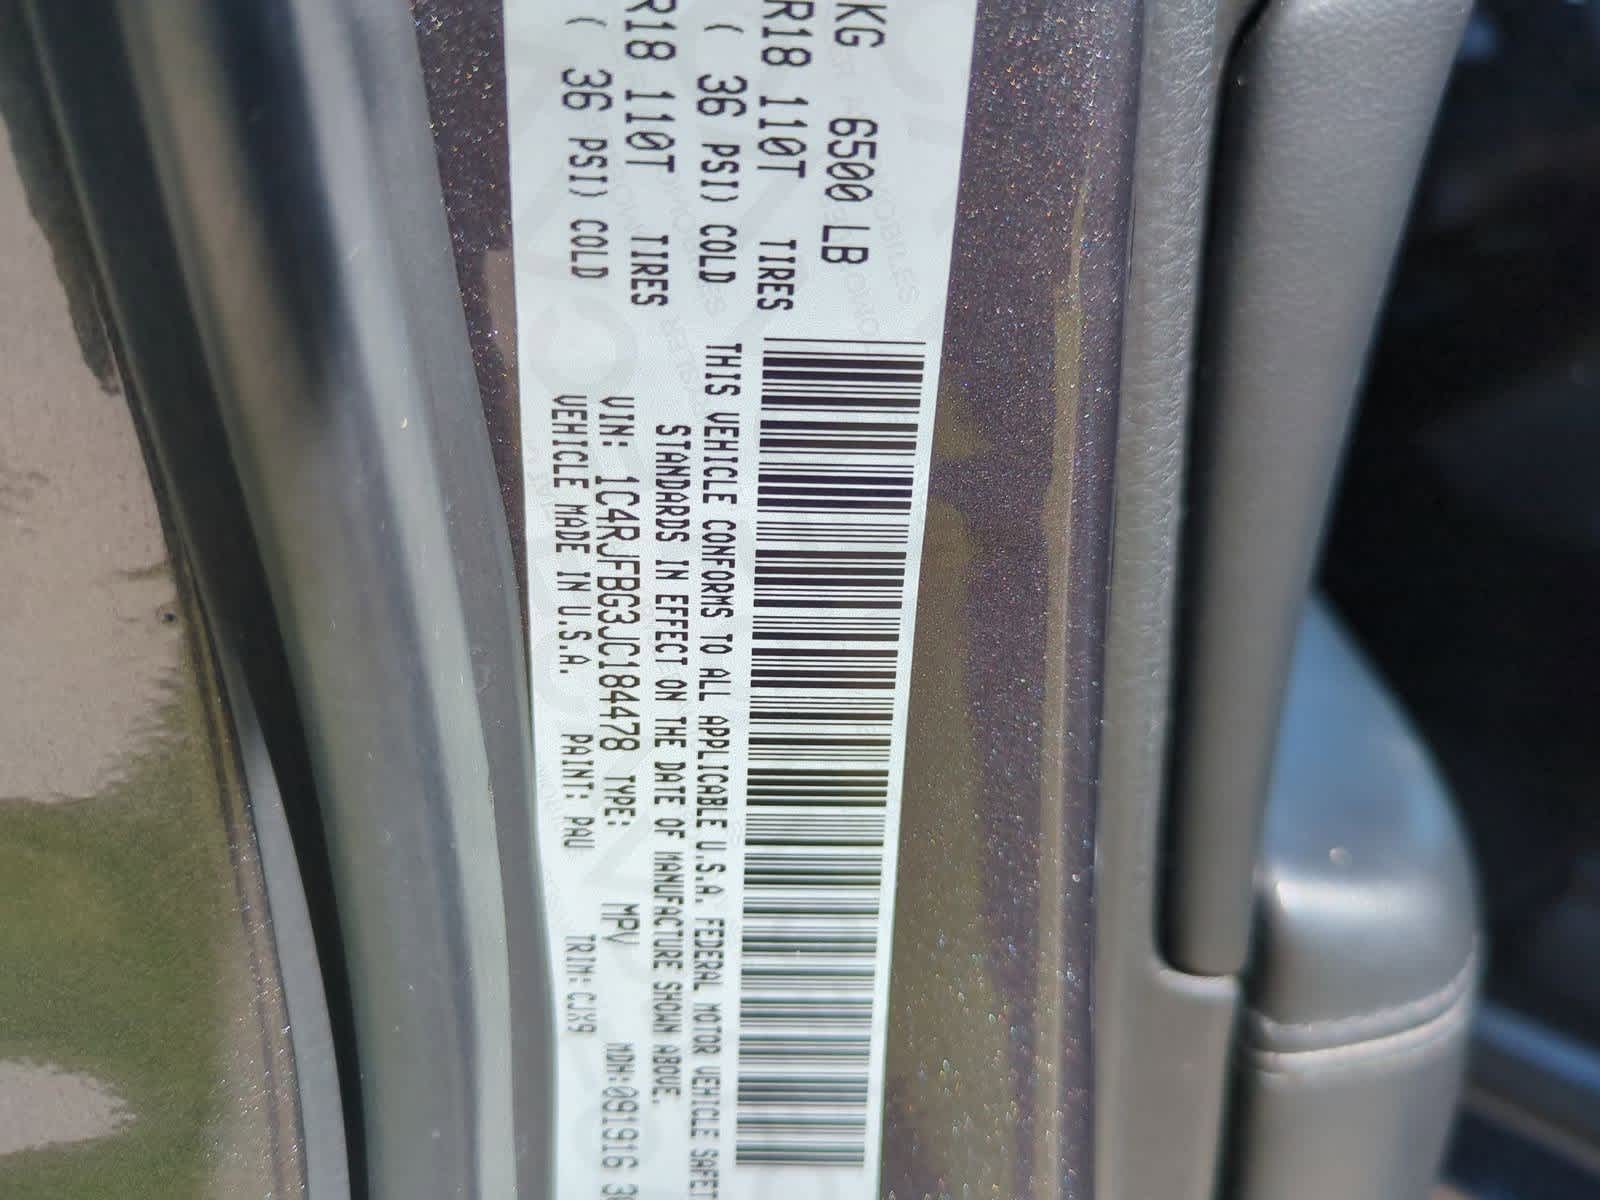 KG 6500 LB
R18 110T TIRES
( 36 PSI) COLD
R18 110T TIRES
( 36 PSI) COLD
THIS VEHICLE CONFORMS TO ALL APPLICABLE U.S.A. FEDERAL MOTOR VEHICLE SAFET
STANDARDS IN EFFECT ON THE DATE OF MANUFACTURE SHOWN ABOVE.
VIN: 1C4RJFBG3JC184478 TYPE: MPV MDH:091916
VEHICLE MADE IN U.S.A. PAINT: PAU TRIM: CJX9